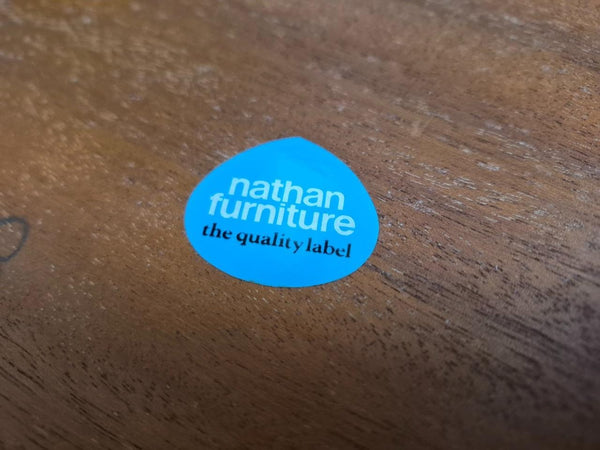 nathan
furniture
the quality label